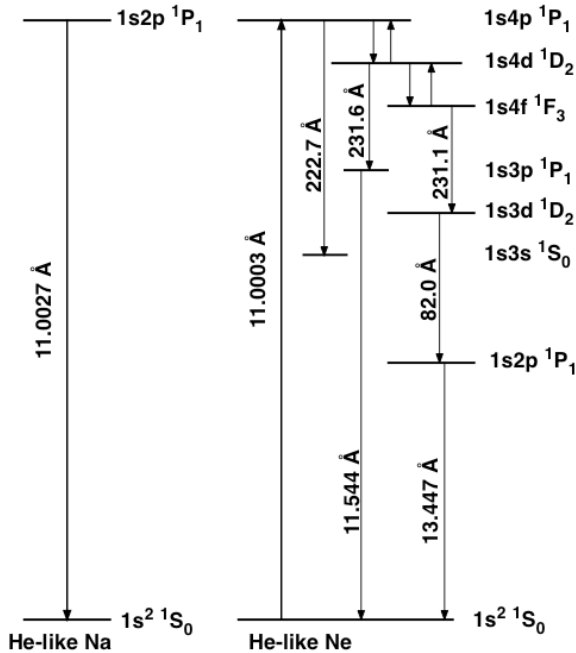 1s2p ¹P₁
1s4p ¹P₁
1s4d ¹D₂
1s4f ¹F₃
1s3p ¹P₁
1s3d ¹D₂
1s3s ¹S₀
1s2p ¹P₁
11.0027 Å
11.0003 Å
222.7 Å
231.6 Å
231.1 Å
82.0 Å
11.544 Å
13.447 Å
1s² ¹S₀
1s² ¹S₀
He-like Na
He-like Ne